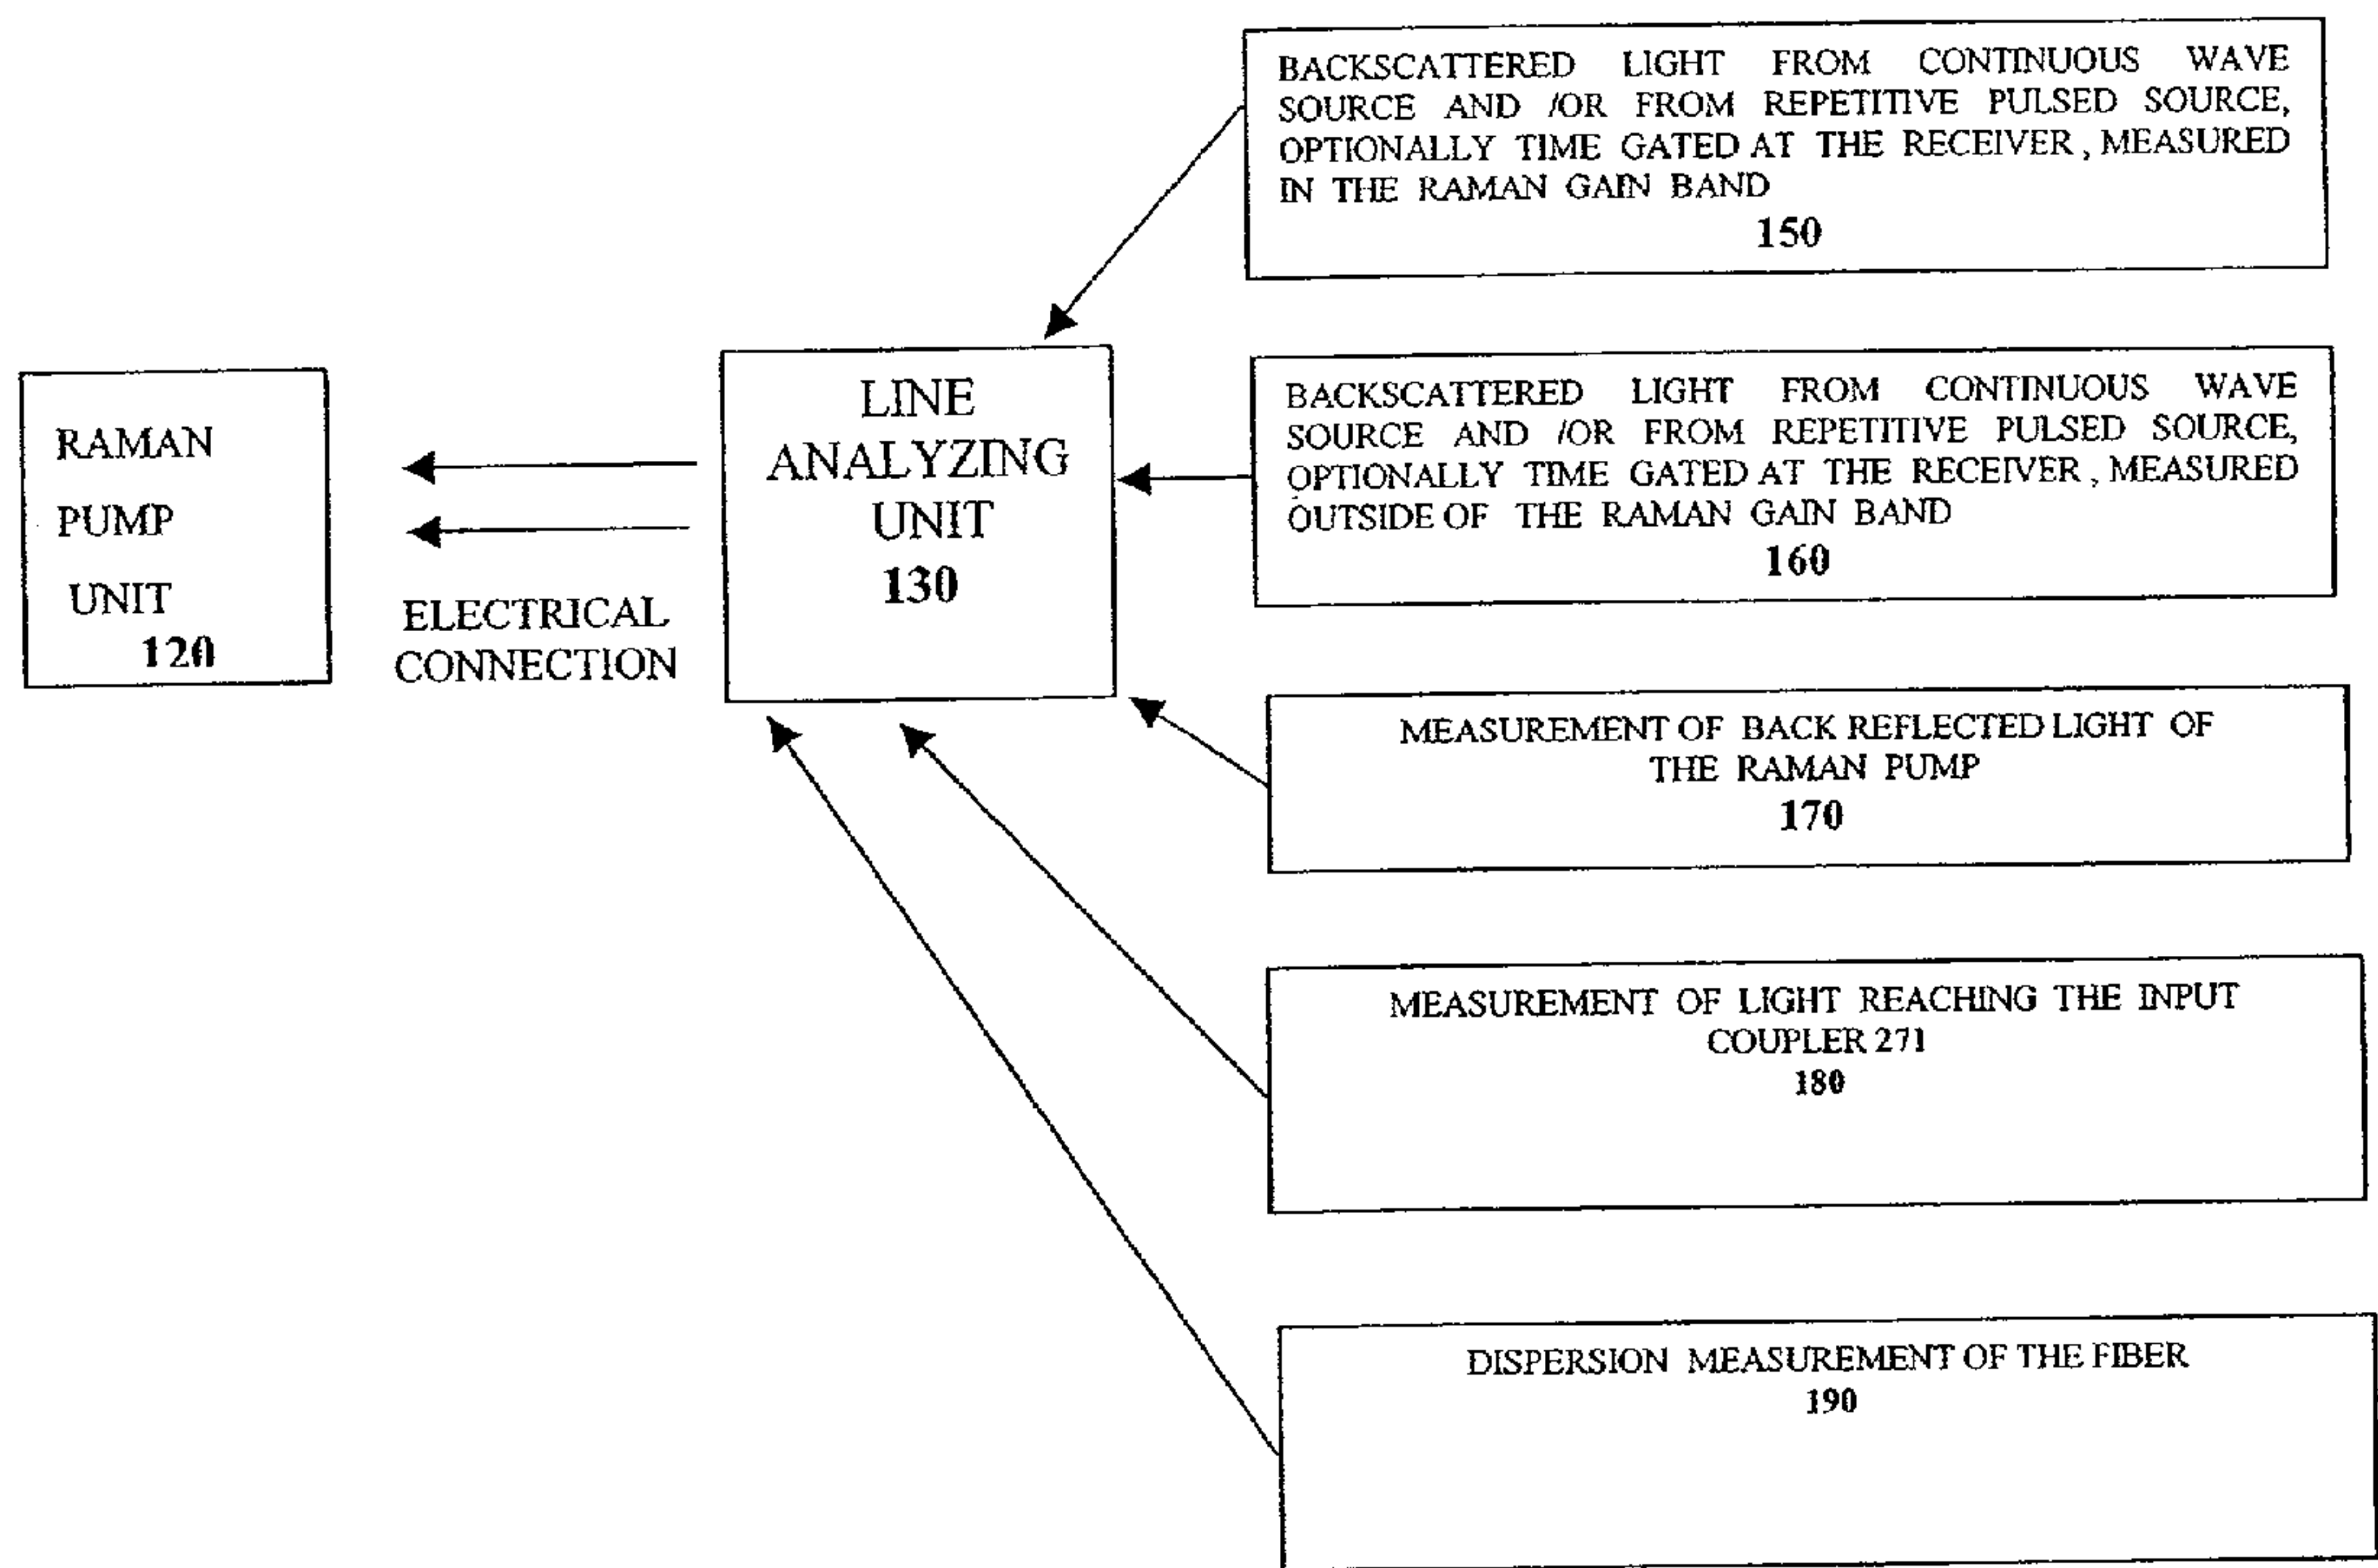 BACKSCATTERED LIGHT FROM CONTINUOUS WAVE
SOURCE AND /OR FROM REPETITIVE PULSED SOURCE,
OPTIONALLY TIME GATED AT THE RECEIVER, MEASURED
IN THE RAMAN GAIN BAND
150
RAMAN
PUMP
UNIT
120
ELECTRICAL
CONNECTION
LINE
ANALYZING
UNIT
130
BACKSCATTERED LIGHT FROM CONTINUOUS WAVE
SOURCE AND /OR FROM REPETITIVE PULSED SOURCE,
OPTIONALLY TIME GATED AT THE RECEIVER, MEASURED
OUTSIDE OF THE RAMAN GAIN BAND
160
MEASUREMENT OF BACK REFLECTED LIGHT OF
THE RAMAN PUMP
170
MEASUREMENT OF LIGHT REACHING THE INPUT
COUPLER 271
180
DISPERSION MEASUREMENT OF THE FIBER
190